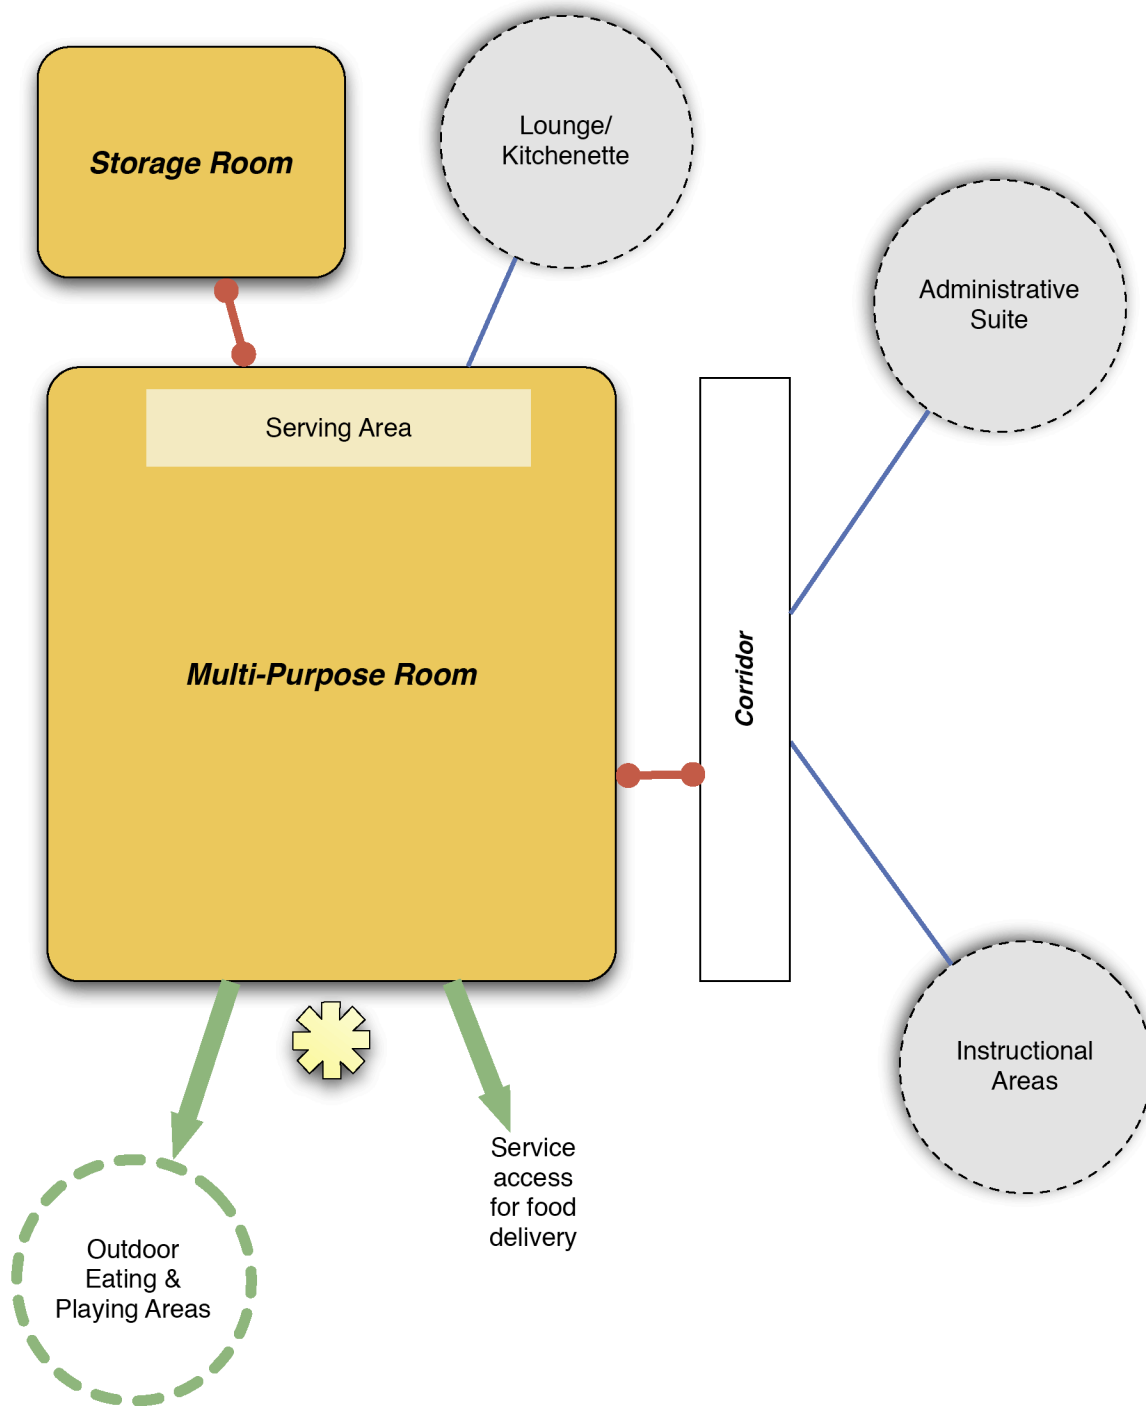 Storage Room
Lounge/
Kitchenette
Administrative
Suite
Serving Area
Multi-Purpose Room
Corridor
Instructional
Areas
Service
access
for food
delivery
Outdoor
Eating &
Playing Areas